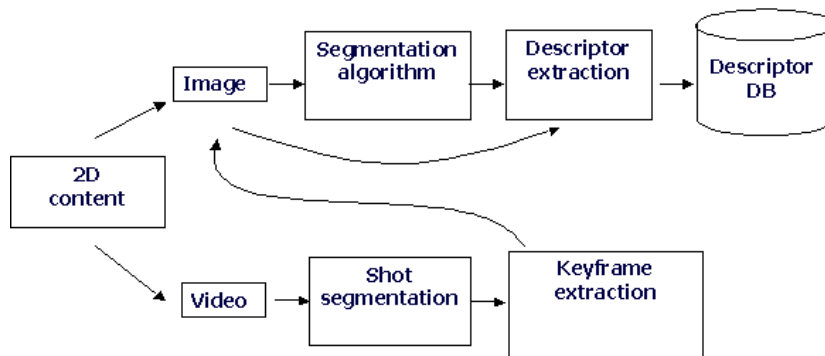 Segmentation
algorithm
Descriptor
extraction
Descriptor
DB
Image
2D
content
Shot
segmentation
Keyframe
extraction
Video